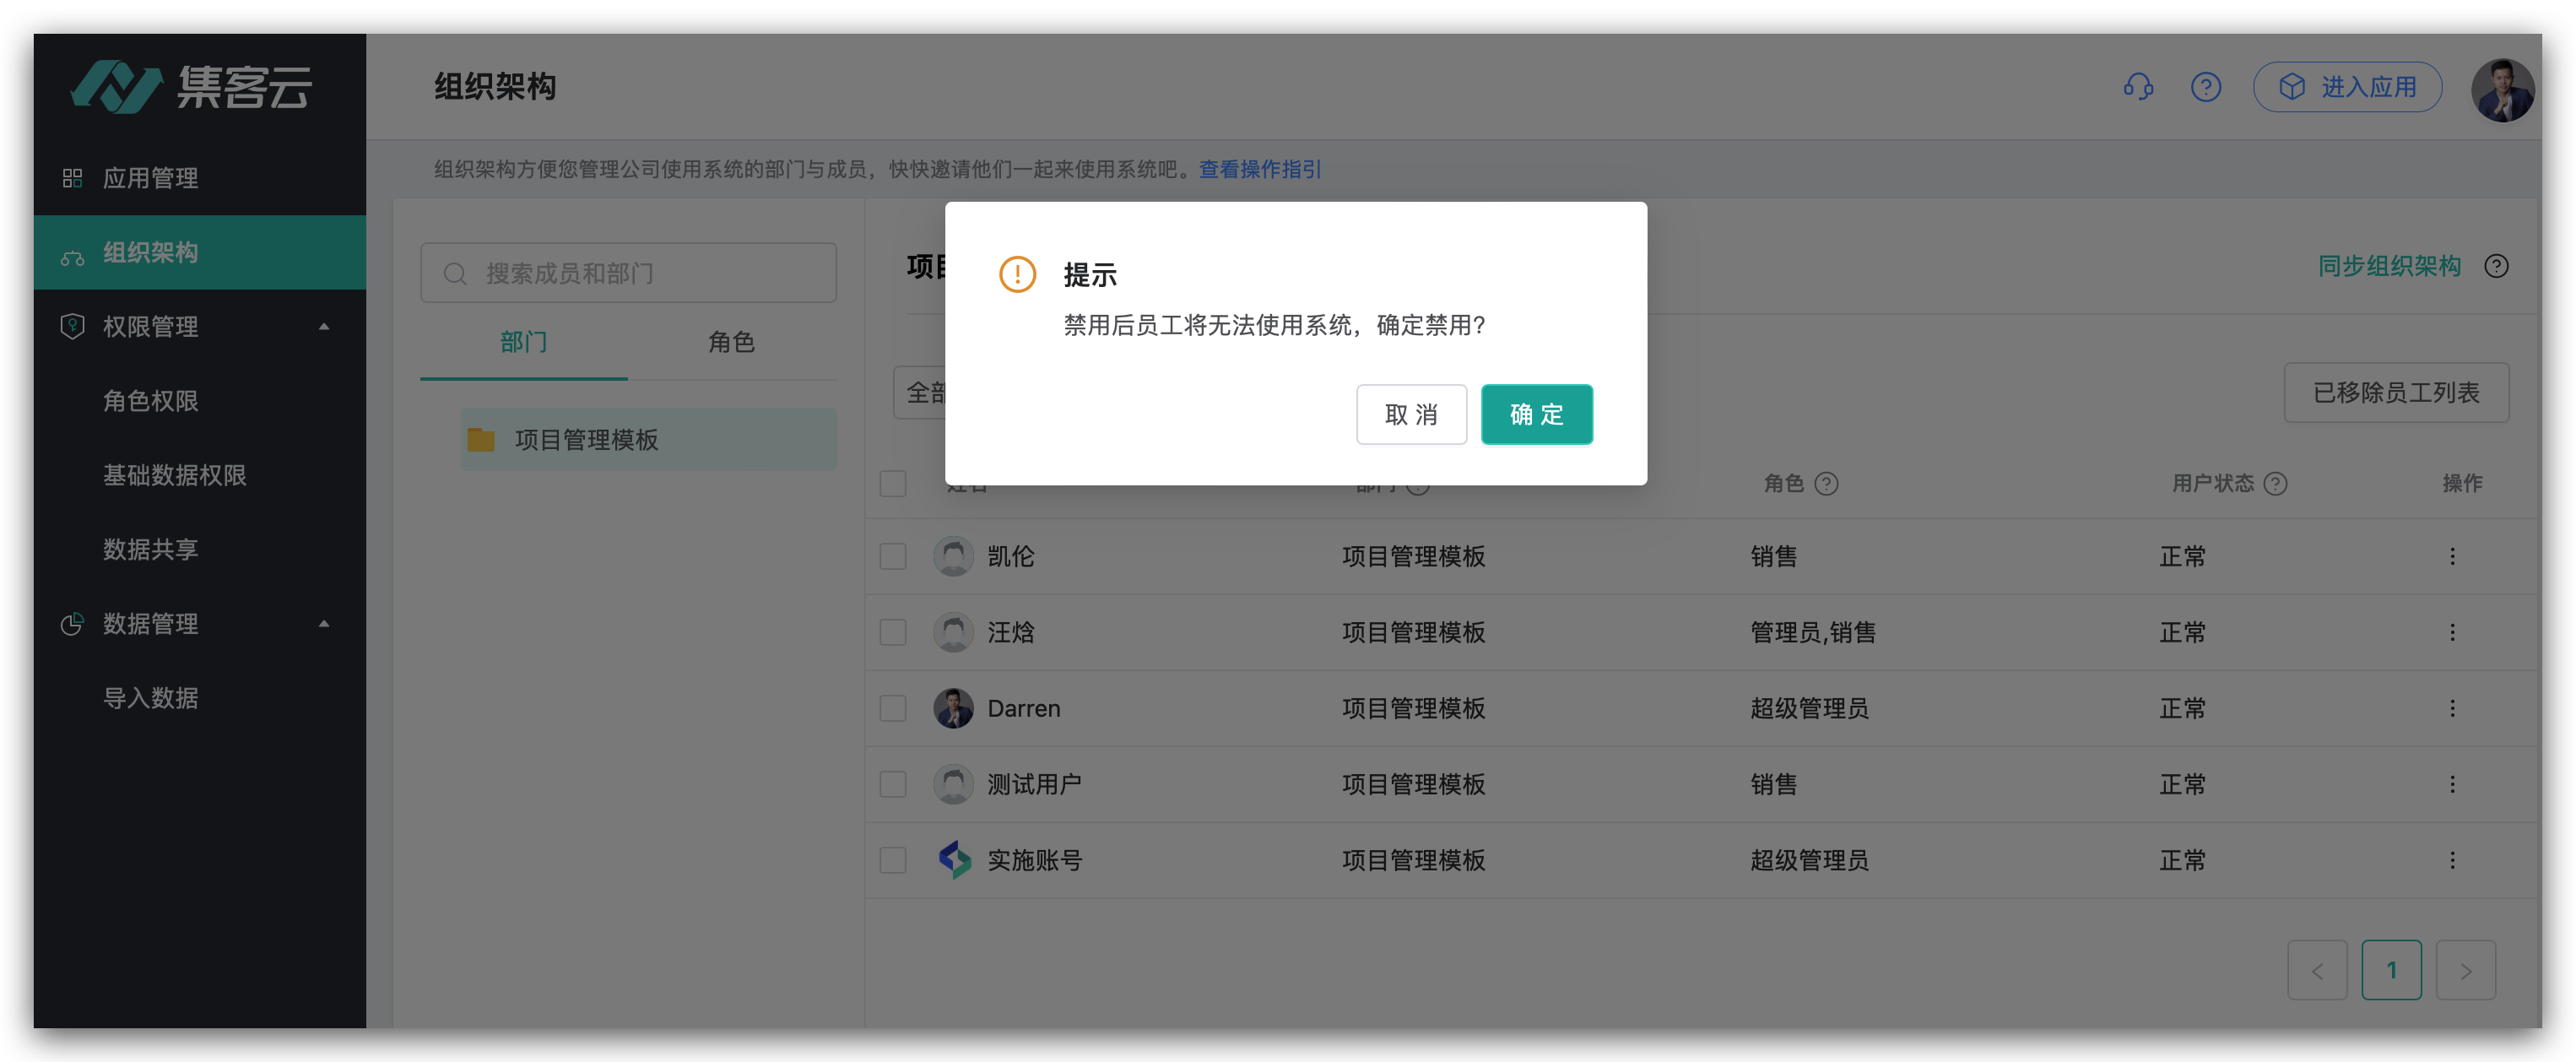 集客云
组织架构
进入应用
应用管理
组织架构
权限管理
角色权限
基础数据权限
数据共享
数据管理
导入数据
组织架构方便您管理公司使用系统的部门与成员，快快邀请他们一起来使用系统吧。查看操作指引
搜索成员和部门
部门
角色
项目管理模板
项目
同步组织架构
全部
已移除员工列表
提示
禁用后员工将无法使用系统，确定禁用?
取 消
确 定
姓名 部门 角色 用户状态 操作
凯伦 项目管理模板 销售 正常
汪焓 项目管理模板 管理员,销售 正常
Darren 项目管理模板 超级管理员 正常
测试用户 项目管理模板 销售 正常
实施账号 项目管理模板 超级管理员 正常
< 1 >